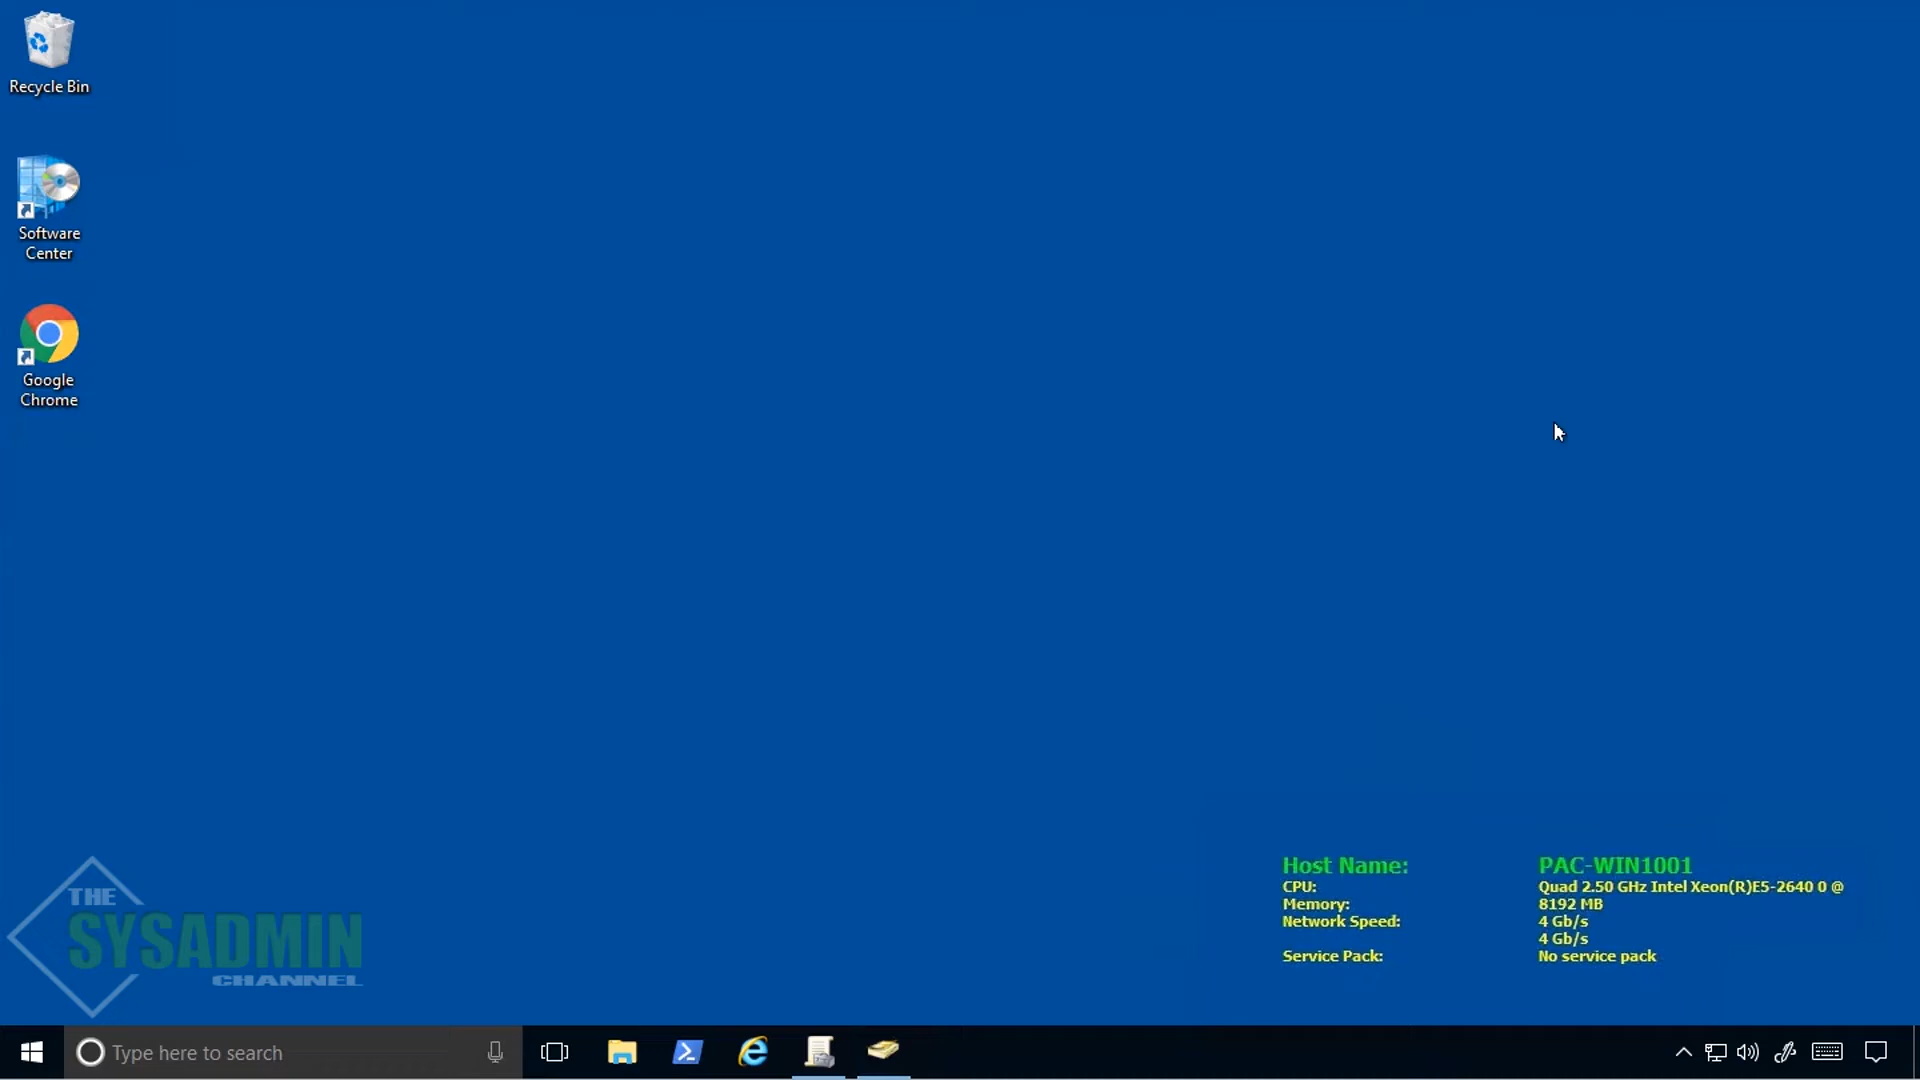 Recycle Bin
Software
Center
Google
Chrome
Host Name: PAC-WIN1001
CPU: Quad 2.50 GHz Intel Xeon(R)E5-2640 0 @
Memory: 8192 MB
Network Speed: 4 Gb/s
4 Gb/s
Service Pack: No service pack
THE
SYSADMIN
CHANNEL
Type here to search